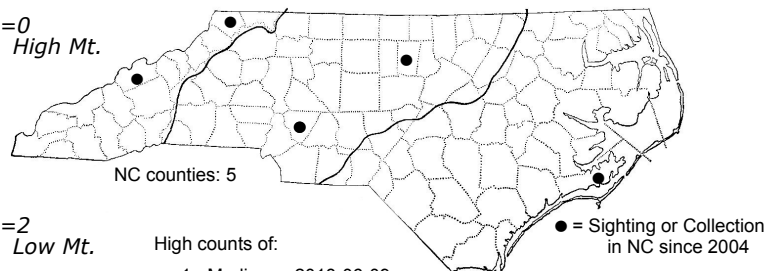 =0
High Mt.
NC counties: 5
=2
Low Mt.
High counts of:
● = Sighting or Collection
in NC since 2004